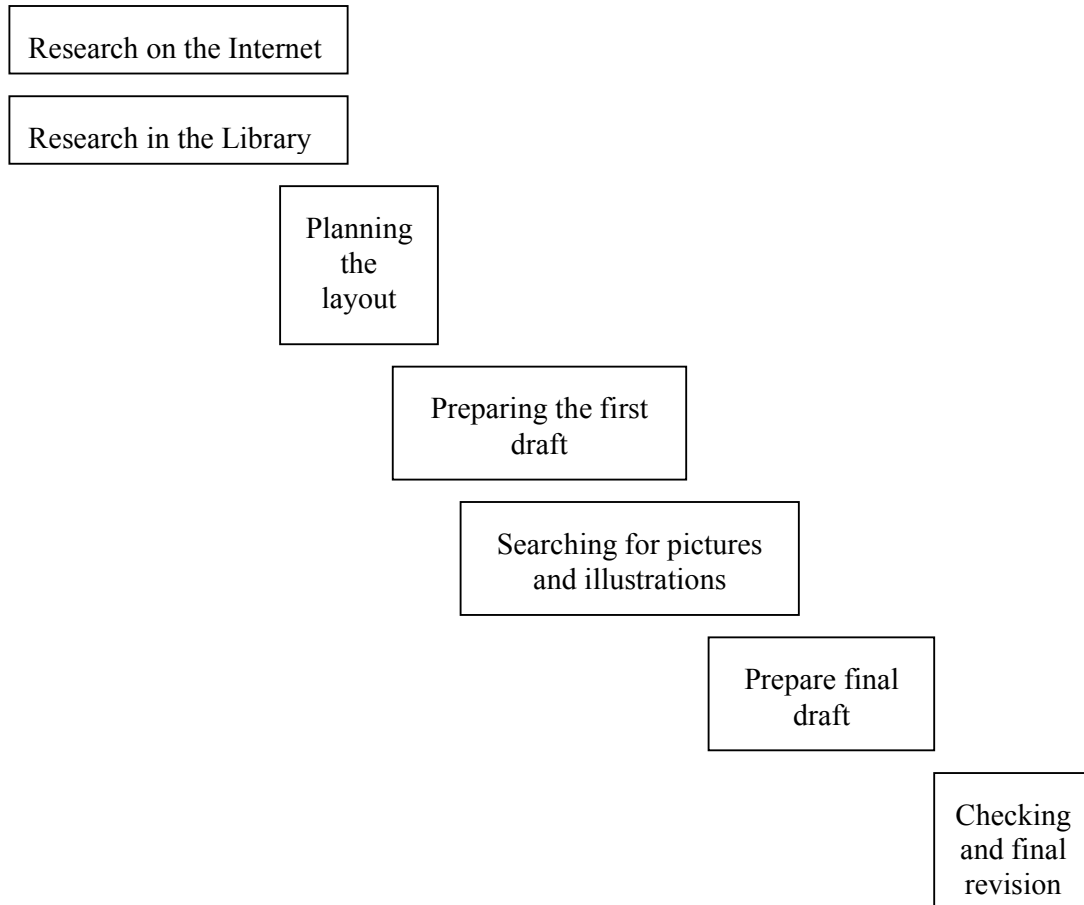 Research on the Internet
Research in the Library
Planning
the
layout
Preparing the first
draft
Searching for pictures
and illustrations
Prepare final
draft
Checking
and final
revision